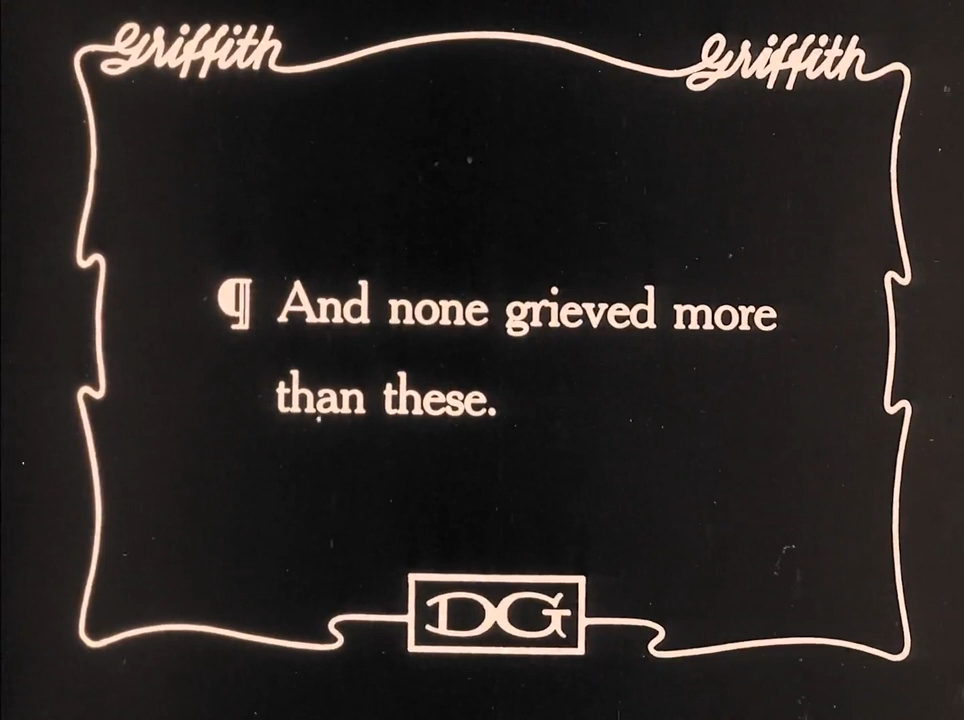 Griffith Griffith
¶ And none grieved more
than these.
DG